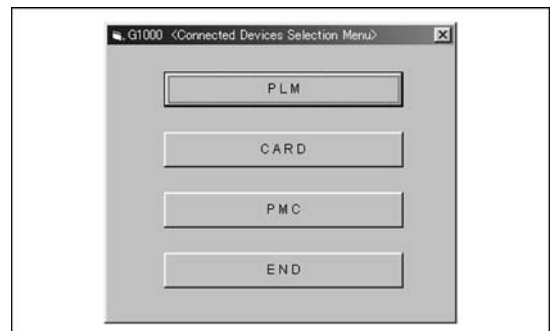 G1000 <Connected Devices Selection Menu>
PLM
CARD
PMC
END